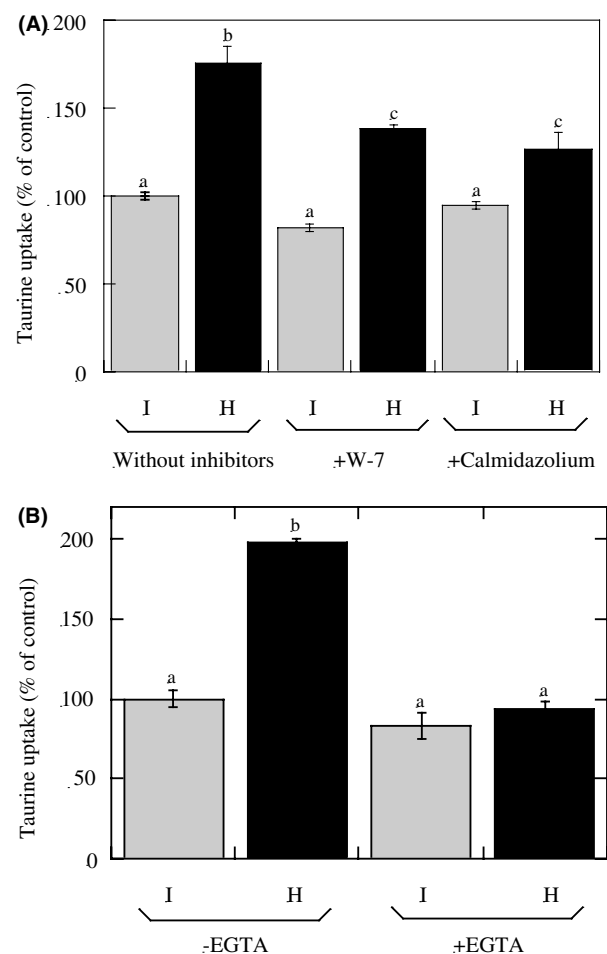 (A)
Taurine uptake (% of control)
200
150
100
50
0
a
b
a
c
a
c
I H I H I H
Without inhibitors +W-7 +Calmidazolium
(B)
Taurine uptake (% of control)
200
150
100
50
0
a
b
a
a
I H I H
-EGTA +EGTA